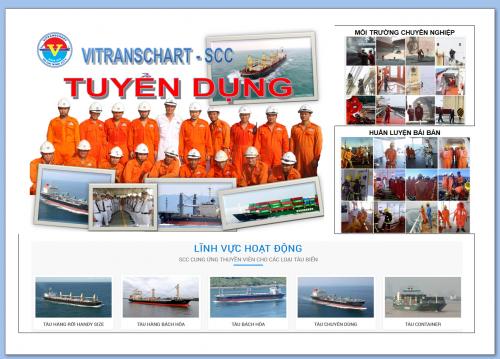 VITRANSCHART - SCC
TUYỂN DỤNG
MÔI TRƯỜNG CHUYÊN NGHIỆP
HUẤN LUYỆN BÀI BẢN
LĨNH VỰC HOẠT ĐỘNG
SCC CUNG ỨNG THUYỀN VIÊN CHO CÁC LOẠI TÀU BIỂN
TÀU HÀNG RỜI HANDY SIZE
TÀU HÀNG BÁCH HÓA
TÀU BÁCH HÓA
TÀU CHUYÊN DỤNG
TÀU CONTAINER